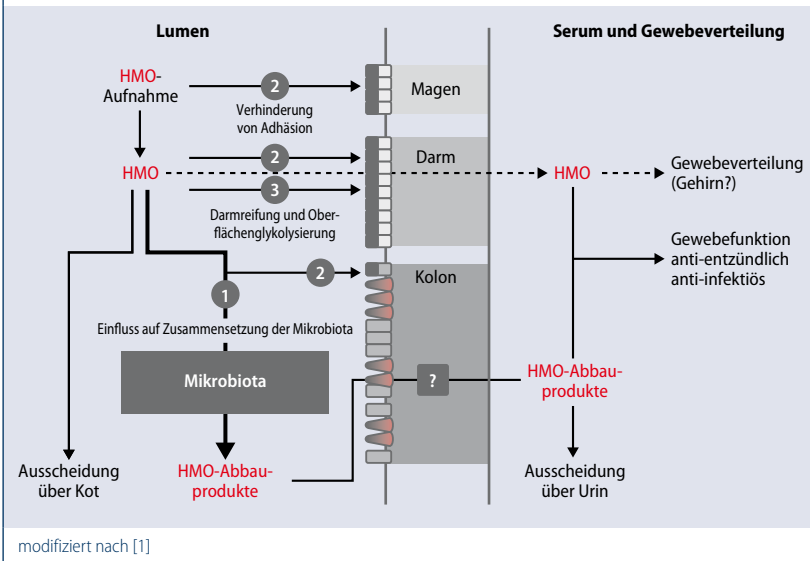 Lumen
Serum und Gewebeverteilung
HMO-
Aufnahme
2
Verhinderung
von Adhäsion
Magen
HMO
2
3
Darmreifung und Ober-
flächenglykolysierung
Darm
HMO
Gewebeverteilung
(Gehirn?)
Gewebefunktion
anti-entzündlich
anti-infektiös
2
1
Kolon
Einfluss auf Zusammensetzung der Mikrobiota
Mikrobiota
?
HMO-Abbau-
produkte
Ausscheidung
über Kot
HMO-Abbau-
produkte
Ausscheidung
über Urin
modifiziert nach [1]